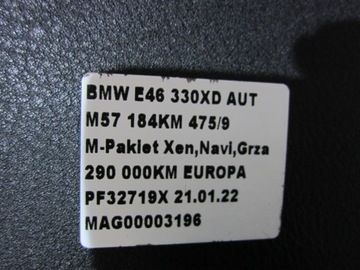 BMW E46 330XD AUT
M57 184KM 475/9
M-Pakiet Xen,Navi,Grza
290 000KM EUROPA
PF32719X 21.01.22
MAG00003196